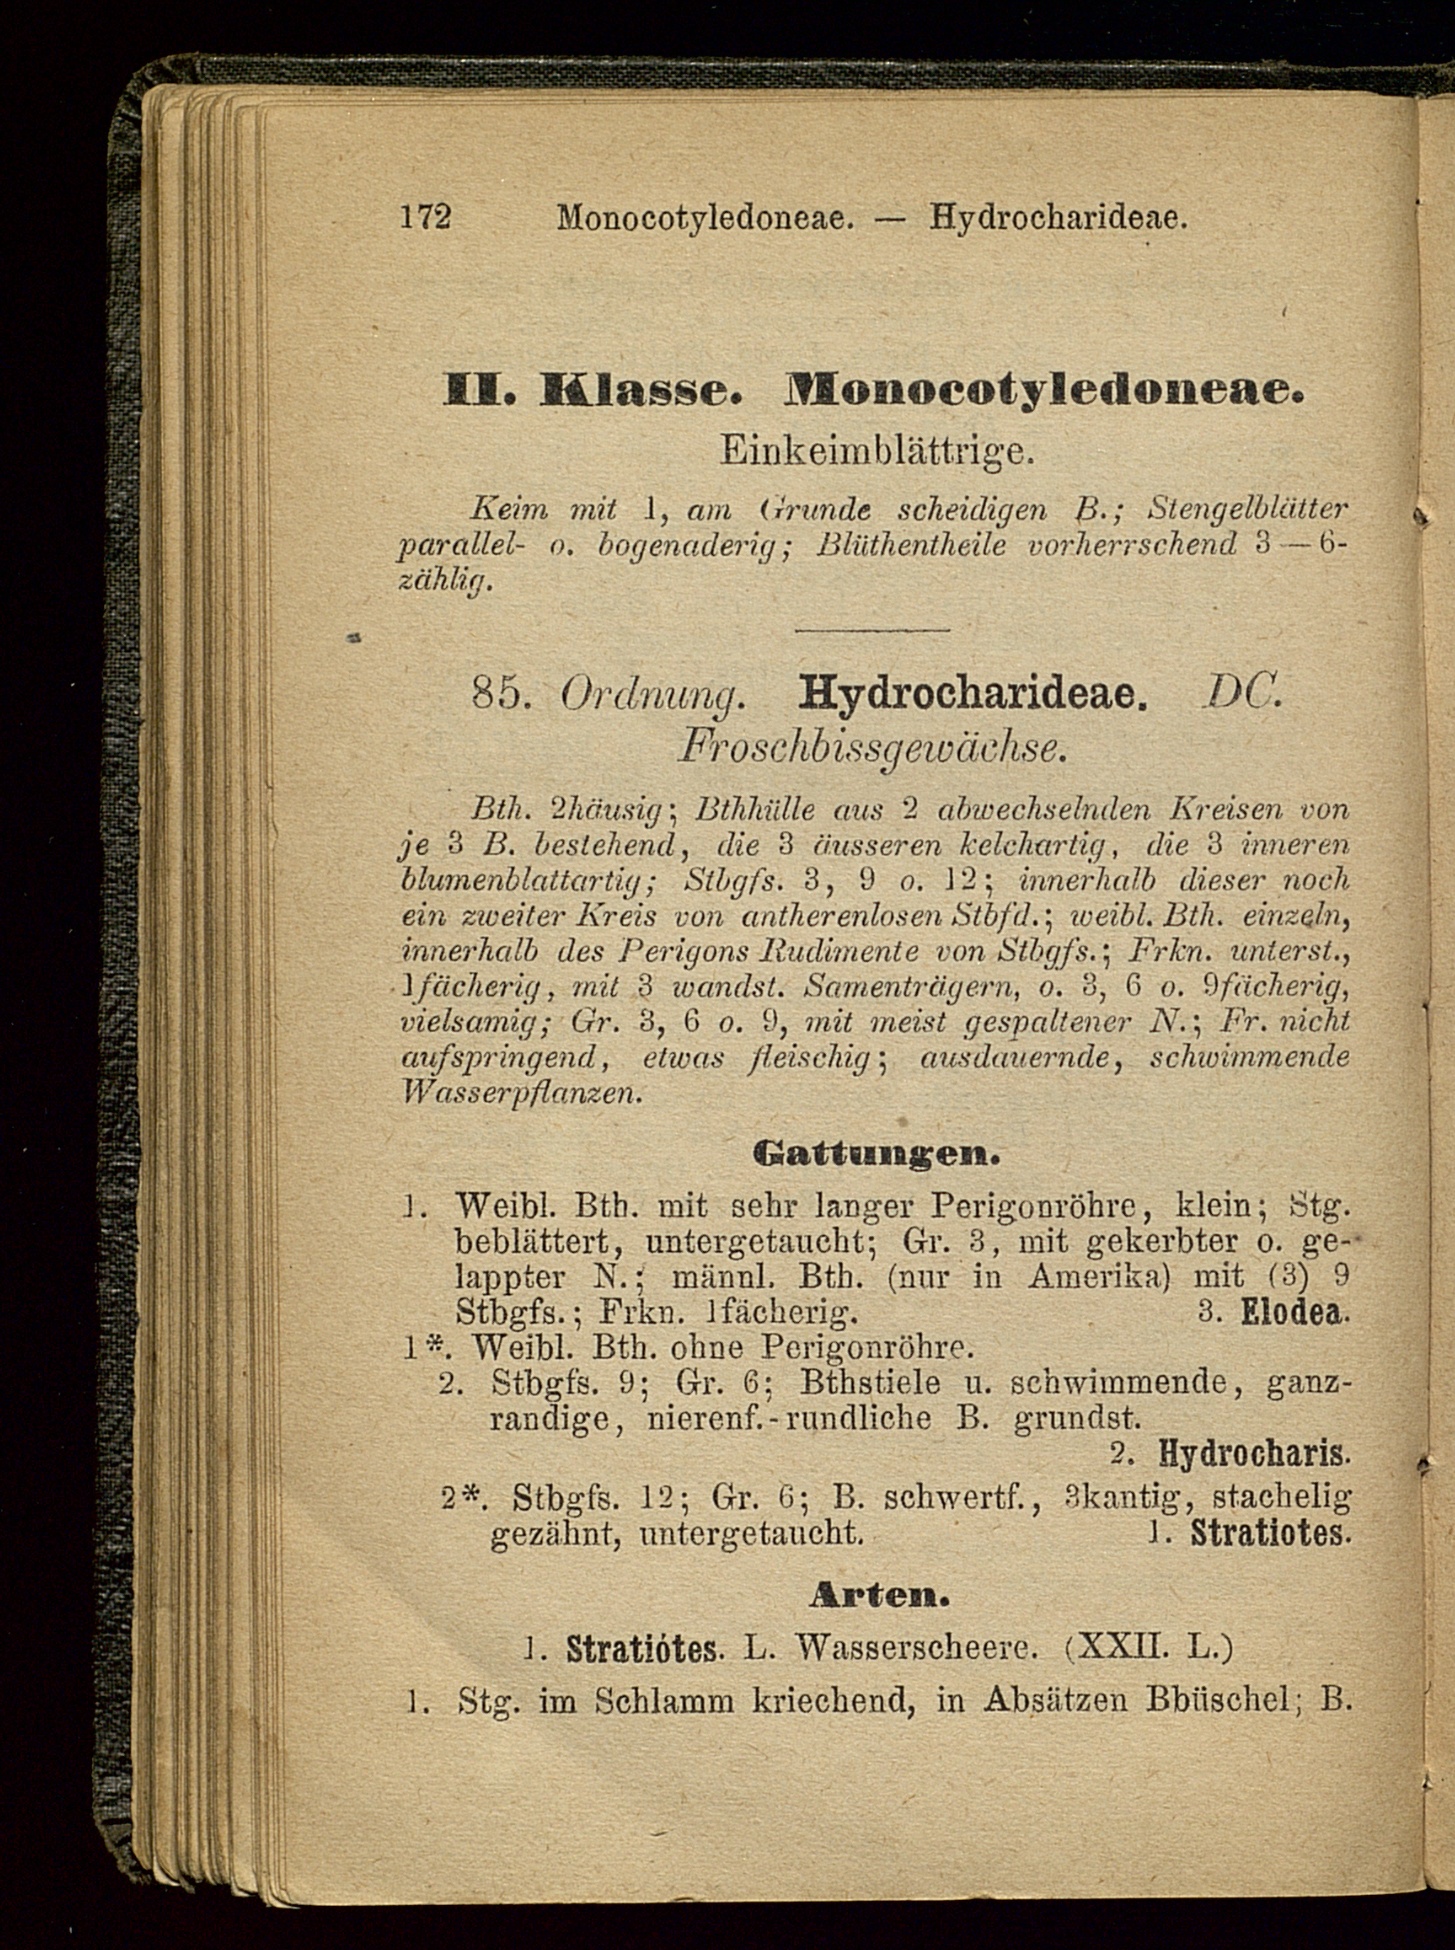 172 Monocotyledoneae. — Hydrocharideae.
II. Klasse. Monocotyledoneae.
Einkeimblättrige.
Keim mit 1, am Grunde scheidigen B.; Stengelblätter
parallel- o. bogenaderig; Blüthentheile vorherrschend 3—6-
zählig.
85. Ordnung. Hydrocharideae. DC.
Froschbissgewächse.
Bth. 2häusig; Bthhülle aus 2 abwechselnden Kreisen von
je 3 B. bestehend, die 3 äusseren kelchartig, die 3 inneren
blumenblattartig; Stbgfs. 3, 9 o. 12; innerhalb dieser noch
ein zweiter Kreis von antherenlosen Stbfd.; weibl. Bth. einzeln,
innerhalb des Perigons Rudimente von Stbgfs.; Frkn. unterst.,
1fächerig, mit 3 wandst. Samenträgern, o. 3, 6 o. 9fächerig,
vielsamig; Gr. 3, 6 o. 9, mit meist gespaltener N.; Fr. nicht
aufspringend, etwas fleischig; ausdauernde, schwimmende
Wasserpflanzen.
Gattungen.
1. Weibl. Bth. mit sehr langer Perigonröhre, klein; Stg.
beblättert, untergetaucht; Gr. 3, mit gekerbter o. ge-
lappter N.; männl. Bth. (nur in Amerika) mit (3) 9
Stbgfs.; Frkn. 1fächerig. 3. Elodea.
1*. Weibl. Bth. ohne Perigonröhre.
2. Stbgfs. 9; Gr. 6; Bthstiele u. schwimmende, ganz-
randige, nierenf.-rundliche B. grundst.
2. Hydrocharis.
2*. Stbgfs. 12; Gr. 6; B. schwertf., 3kantig, stachelig
gezähnt, untergetaucht. 1. Stratiotes.
Arten.
1. Stratiótes. L. Wasserscheere. (XXII. L.)
1. Stg. im Schlamm kriechend, in Absätzen Bbüschel; B.